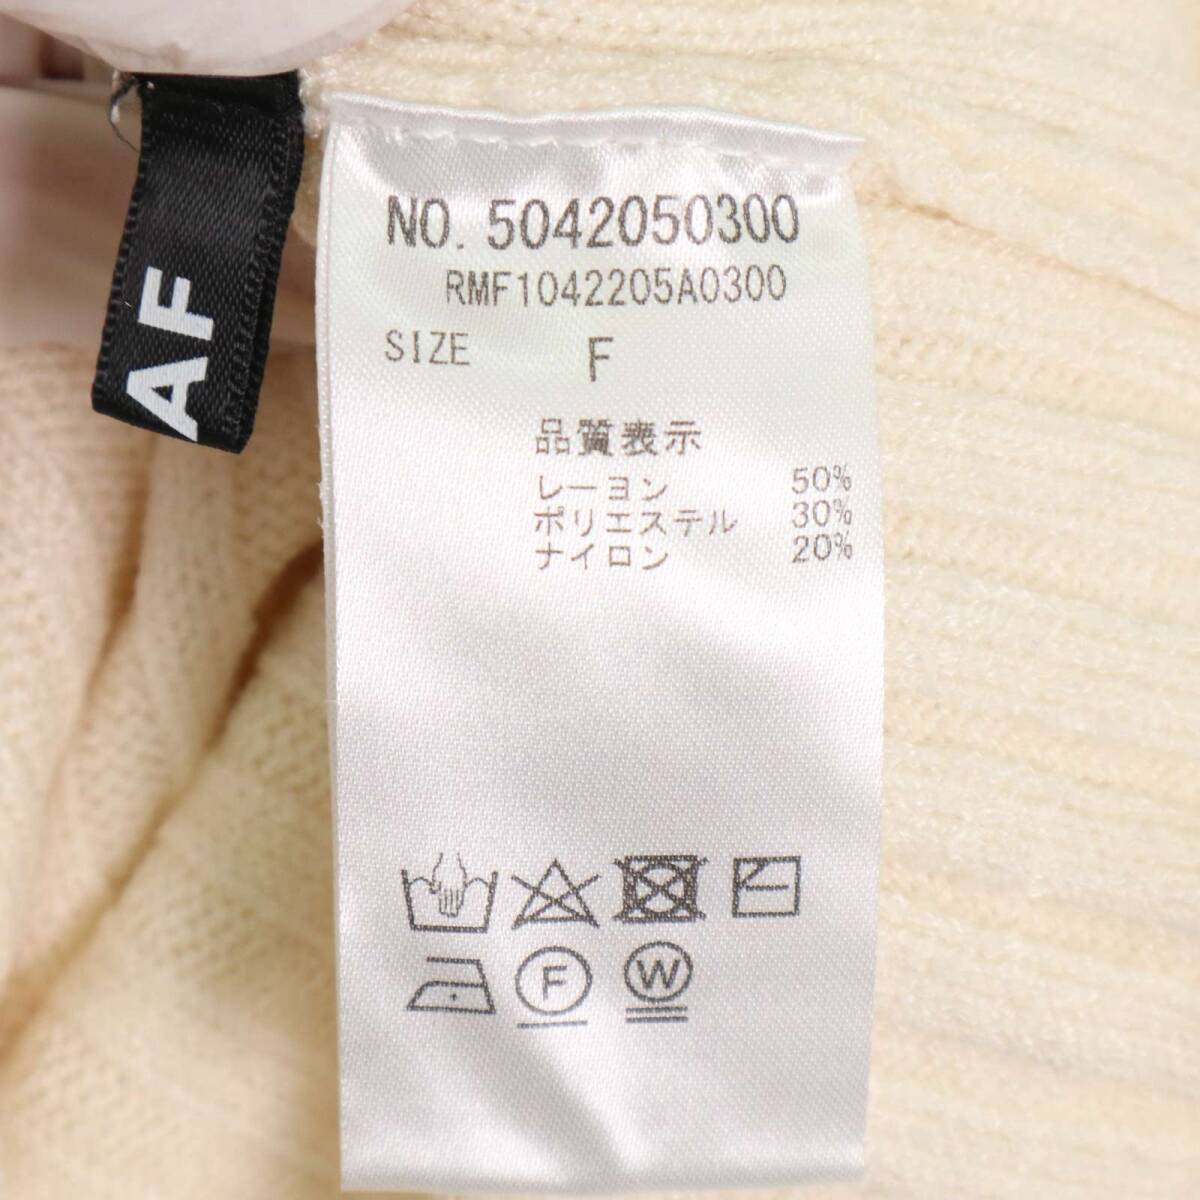 AF
NO. 5042050300
RMF1042205A0300
SIZE F
品質表示
レーヨン 50%
ポリエステル 30%
ナイロン 20%
F W